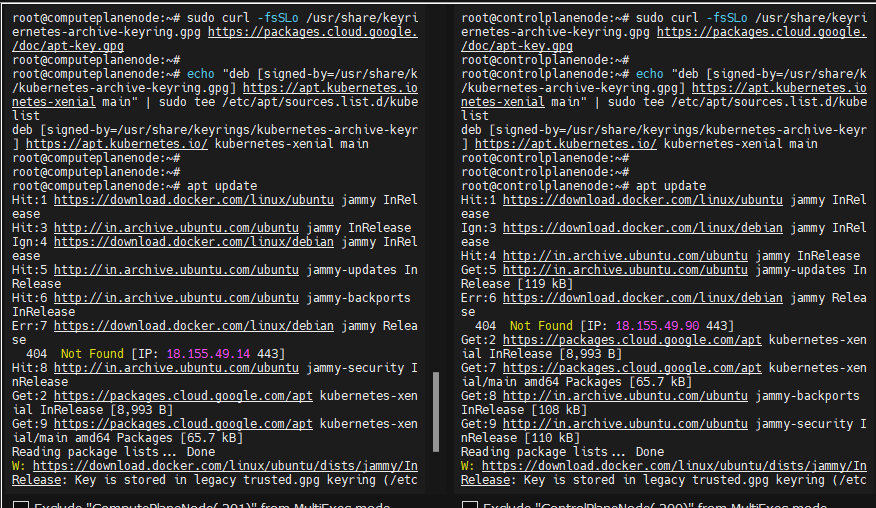 root@computeplanenode:~# sudo curl -fsSLo /usr/share/keyri
ernetes-archive-keyring.gpg https://packages.cloud.google.
/doc/apt-key.gpg
root@computeplanenode:~#
root@computeplanenode:~# echo "deb [signed-by=/usr/share/k
/kubernetes-archive-keyring.gpg] https://apt.kubernetes.io
netes-xenial main" | sudo tee /etc/apt/sources.list.d/kube
list
deb [signed-by=/usr/share/keyrings/kubernetes-archive-keyr
] https://apt.kubernetes.io/ kubernetes-xenial main
root@computeplanenode:~#
root@computeplanenode:~#
root@computeplanenode:~# apt update
Hit:1 https://download.docker.com/linux/ubuntu jammy InRel
ease
Hit:3 http://in.archive.ubuntu.com/ubuntu jammy InRelease
Ign:4 https://download.docker.com/linux/debian jammy InRel
ease
Hit:5 http://in.archive.ubuntu.com/ubuntu jammy-updates In
Release
Hit:6 http://in.archive.ubuntu.com/ubuntu jammy-backports
InRelease
Err:7 https://download.docker.com/linux/debian jammy Relea
se
404 Not Found [IP: 18.155.49.14 443]
Hit:8 http://in.archive.ubuntu.com/ubuntu jammy-security I
nRelease
Get:2 https://packages.cloud.google.com/apt kubernetes-xen
ial InRelease [8,993 B]
Get:9 https://packages.cloud.google.com/apt kubernetes-xen
ial/main amd64 Packages [65.7 kB]
Reading package lists... Done
W: https://download.docker.com/linux/ubuntu/dists/jammy/In
Release: Key is stored in legacy trusted.gpg keyring (/etc
Exclude "ComputePlaneNode(.201)" from MultiExec mode
root@controlplanenode:~# sudo curl -fsSLo /usr/share/keyri
ernetes-archive-keyring.gpg https://packages.cloud.google.
/doc/apt-key.gpg
root@controlplanenode:~#
root@controlplanenode:~# echo "deb [signed-by=/usr/share/k
/kubernetes-archive-keyring.gpg] https://apt.kubernetes.io
netes-xenial main" | sudo tee /etc/apt/sources.list.d/kube
list
deb [signed-by=/usr/share/keyrings/kubernetes-archive-keyr
] https://apt.kubernetes.io/ kubernetes-xenial main
root@controlplanenode:~#
root@controlplanenode:~#
root@controlplanenode:~# apt update
Hit:1 https://download.docker.com/linux/ubuntu jammy InRel
ease
Ign:3 https://download.docker.com/linux/debian jammy InRel
ease
Hit:4 http://in.archive.ubuntu.com/ubuntu jammy InRelease
Get:5 http://in.archive.ubuntu.com/ubuntu jammy-updates In
Release [119 kB]
Err:6 https://download.docker.com/linux/debian jammy Relea
se
404 Not Found [IP: 18.155.49.90 443]
Get:2 https://packages.cloud.google.com/apt kubernetes-xen
ial InRelease [8,993 B]
Get:7 https://packages.cloud.google.com/apt kubernetes-xen
ial/main amd64 Packages [65.7 kB]
Get:8 http://in.archive.ubuntu.com/ubuntu jammy-backports
InRelease [108 kB]
Get:9 http://in.archive.ubuntu.com/ubuntu jammy-security I
nRelease [110 kB]
Reading package lists... Done
W: https://download.docker.com/linux/ubuntu/dists/jammy/In
Release: Key is stored in legacy trusted.gpg keyring (/etc
Exclude "ControlPlaneNode(.200)" from MultiExec mode